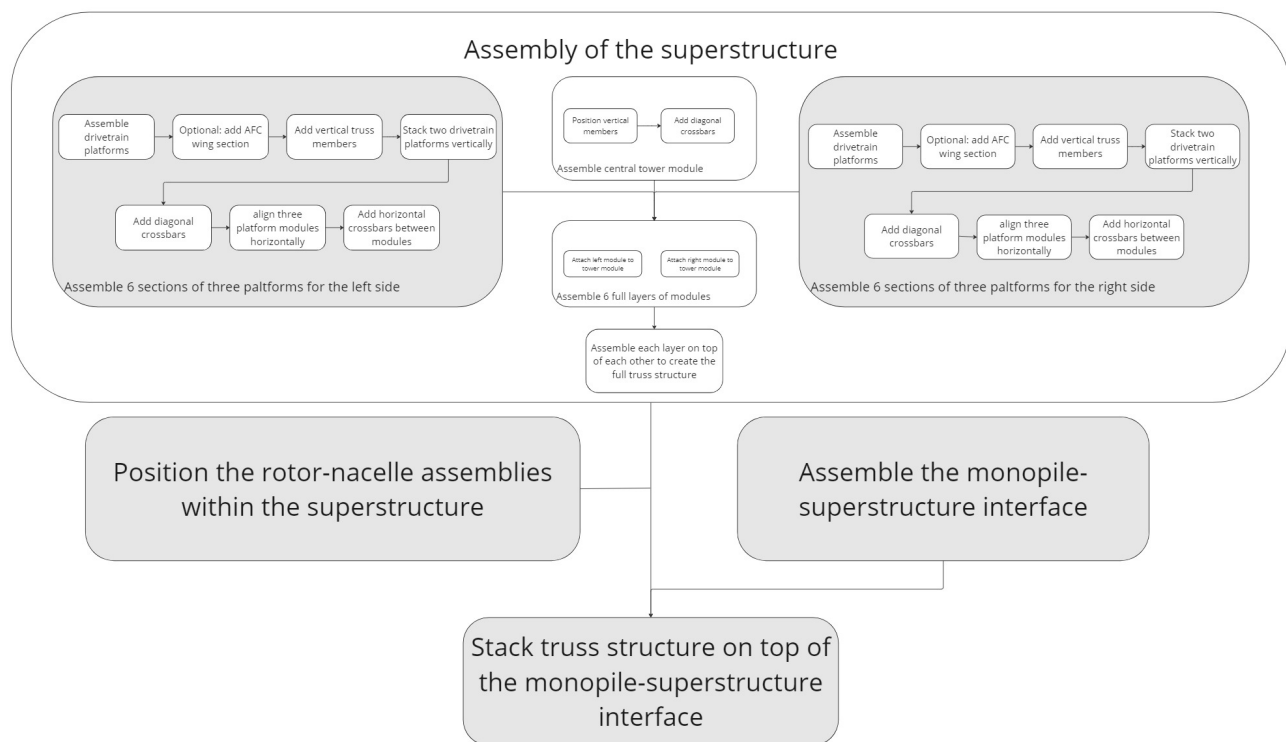 Assembly of the superstructure
Assemble
drivetrain
platforms
Optional: add AFC
wing section
Add vertical truss
members
Stack two drivetrain
platforms vertically
Add diagonal
crossbars
align three
platform modules
horizontally
Add horizontal
crossbars between
modules
Assemble 6 sections of three paltforms for the left side
Position vertical
members
Add diagonal
crossbars
Assemble central tower module
Attach left module to
tower module
Attach right module to
tower module
Assemble 6 full layers of modules
Assemble each layer on top
of each other to create the
full truss structure
Assemble
drivetrain
platforms
Optional: add AFC
wing section
Add vertical truss
members
Stack two
drivetrain
platforms vertically
Add diagonal
crossbars
align three
platform modules
horizontally
Add horizontal
crossbars between
modules
Assemble 6 sections of three paltforms for the right side
Position the rotor-nacelle assemblies
within the superstructure
Assemble the monopile-
superstructure interface
Stack truss structure on top of
the monopile-superstructure
interface